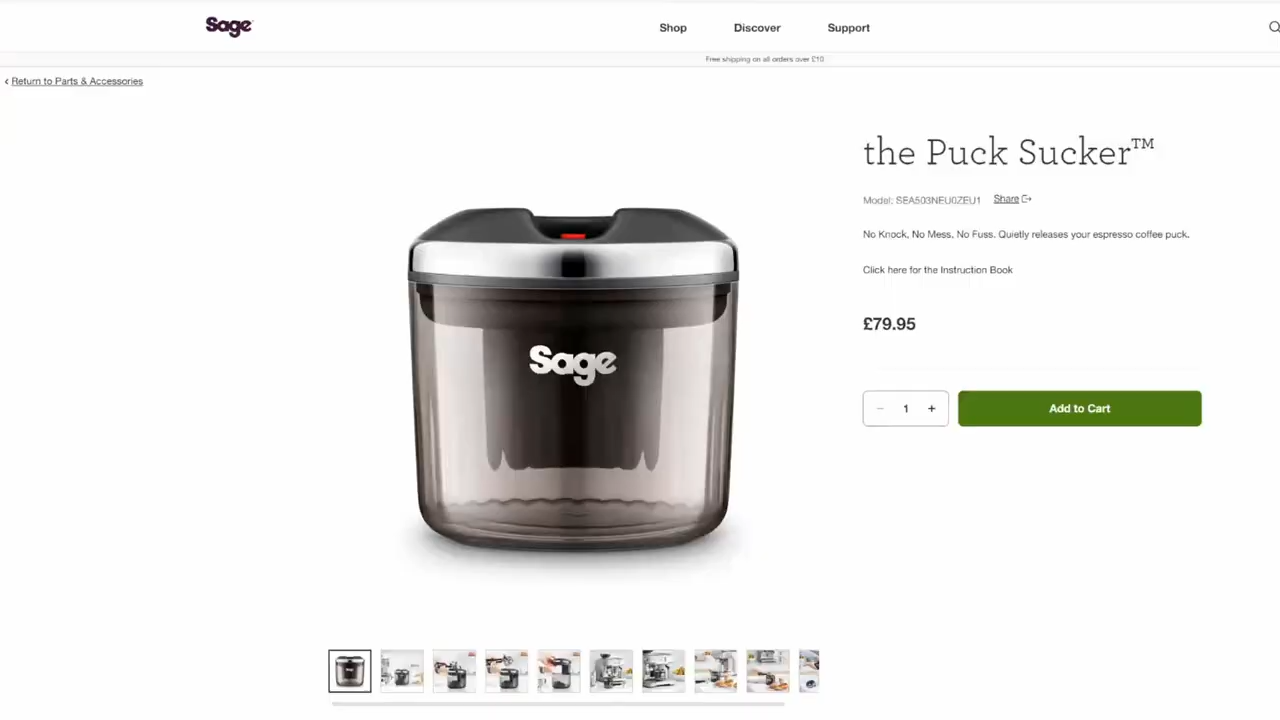 Sage
Shop
Discover
Support
Free shipping on all orders over £10
‹ Return to Parts & Accessories
the Puck Sucker™
Model: SEA503NEU0ZEU1
Share
No Knock, No Mess, No Fuss. Quietly releases your espresso coffee puck.
Click here for the Instruction Book
£79.95
− 1 +
Add to Cart
Sage